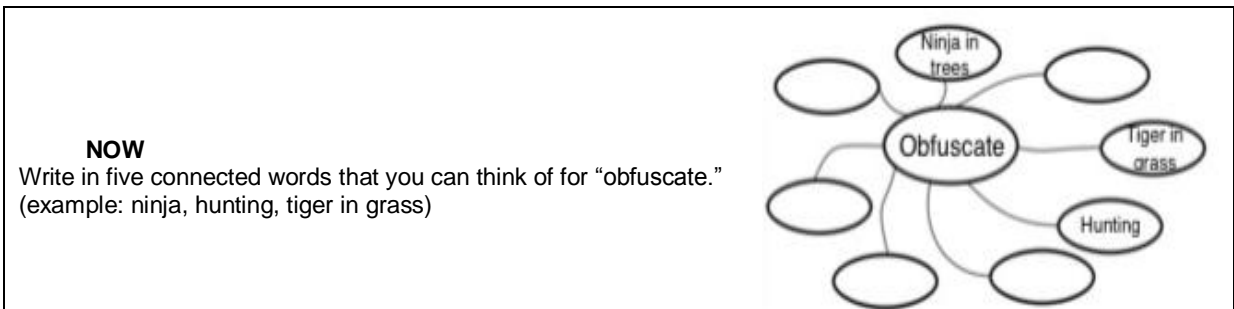 NOW
Write in five connected words that you can think of for “obfuscate.”
(example: ninja, hunting, tiger in grass)
Ninja in
trees
Obfuscate
Tiger in
grass
Hunting